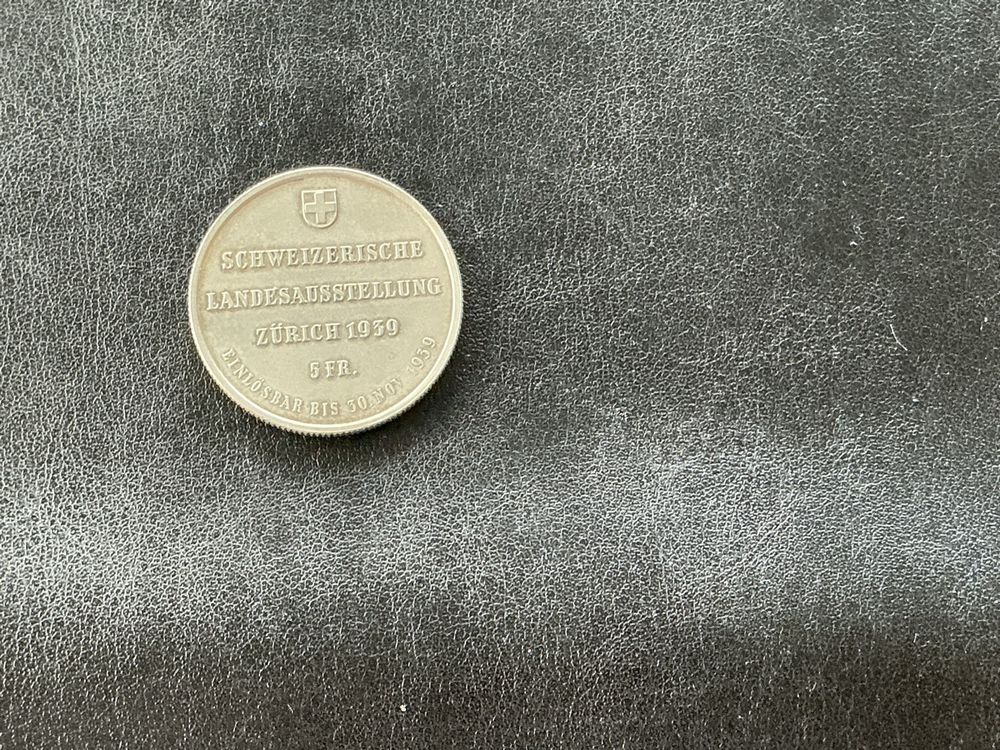 SCHWEIZERISCHE
LANDESAUSSTELLUNG
ZÜRICH 1939
5 FR.
EINLÖSBAR BIS 30. NOV. 1939